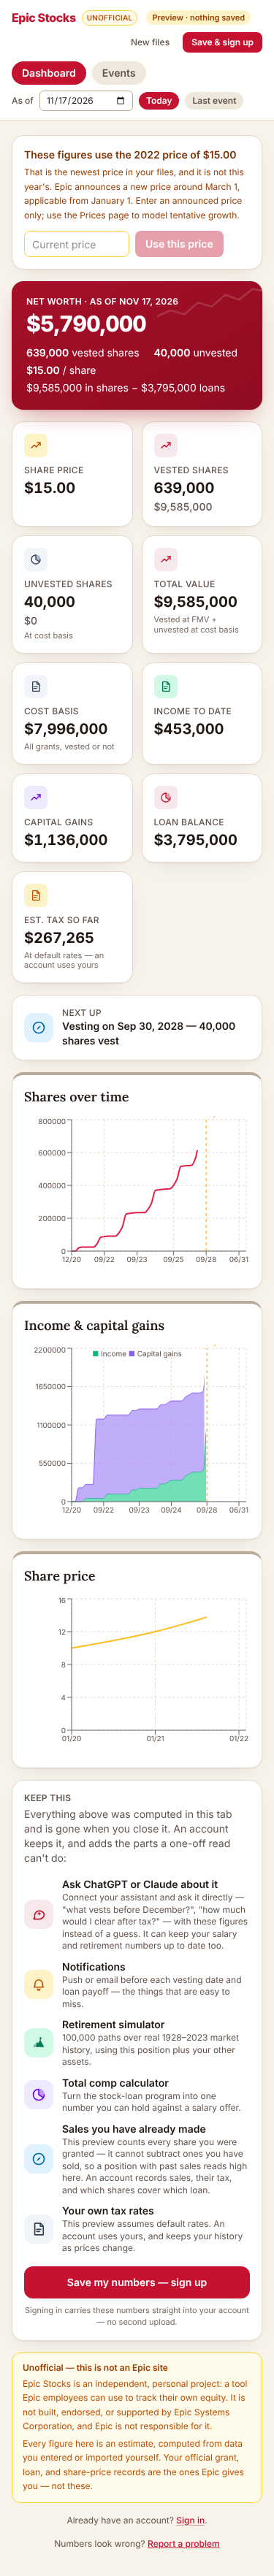 Epic Stocks UNOFFICIAL Preview · nothing saved
New files Save & sign up
Dashboard Events
As of 11/17/2026 Today Last event
These figures use the 2022 price of $15.00
That is the newest price in your files, and it is not this
year's. Epic announces a new price around March 1,
applicable from January 1. Enter an announced price
only; use the Prices page to model tentative growth.
Current price Use this price
NET WORTH · AS OF NOV 17, 2026
$5,790,000
639,000 vested shares 40,000 unvested
$15.00 / share
$9,585,000 in shares − $3,795,000 loans
SHARE PRICE
$15.00
VESTED SHARES
639,000
$9,585,000
UNVESTED SHARES
40,000
$0
At cost basis
TOTAL VALUE
$9,585,000
Vested at FMV +
unvested at cost basis
COST BASIS
$7,996,000
All grants, vested or not
INCOME TO DATE
$453,000
CAPITAL GAINS
$1,136,000
LOAN BALANCE
$3,795,000
EST. TAX SO FAR
$267,265
At default rates — an
account uses yours
NEXT UP
Vesting on Sep 30, 2028 — 40,000
shares vest
Shares over time
800000
600000
400000
200000
0
12/20 09/22 09/23 09/25 09/28 06/31
Income & capital gains
2200000
Income Capital gains
1650000
1100000
550000
0
12/20 09/22 09/23 09/24 09/28 06/31
Share price
16
12
8
4
0
01/20 01/21 01/22
KEEP THIS
Everything above was computed in this tab
and is gone when you close it. An account
keeps it, and adds the parts a one-off read
can't do:
Ask ChatGPT or Claude about it
Connect your assistant and ask it directly —
"what vests before December?", "how much
would I clear after tax?" — with these figures
instead of a guess. It can keep your salary
and retirement numbers up to date too.
Notifications
Push or email before each vesting date and
loan payoff — the things that are easy to
miss.
Retirement simulator
100,000 paths over real 1928–2023 market
history, using this position plus your other
assets.
Total comp calculator
Turn the stock-loan program into one
number you can hold against a salary offer.
Sales you have already made
This preview counts every share you were
granted — it cannot subtract ones you have
sold, so a position with past sales reads high
here. An account records sales, their tax,
and which shares cover which loan.
Your own tax rates
This preview assumes default rates. An
account uses yours, and keeps your history
as prices change.
Save my numbers — sign up
Signing in carries these numbers straight into your account
— no second upload.
Unofficial — this is not an Epic site
Epic Stocks is an independent, personal project: a tool
Epic employees can use to track their own equity. It is
not built, endorsed, or supported by Epic Systems
Corporation, and Epic is not responsible for it.
Every figure here is an estimate, computed from data
you entered or imported yourself. Your official grant,
loan, and share-price records are the ones Epic gives
you — not these.
Already have an account? Sign in.
Numbers look wrong? Report a problem